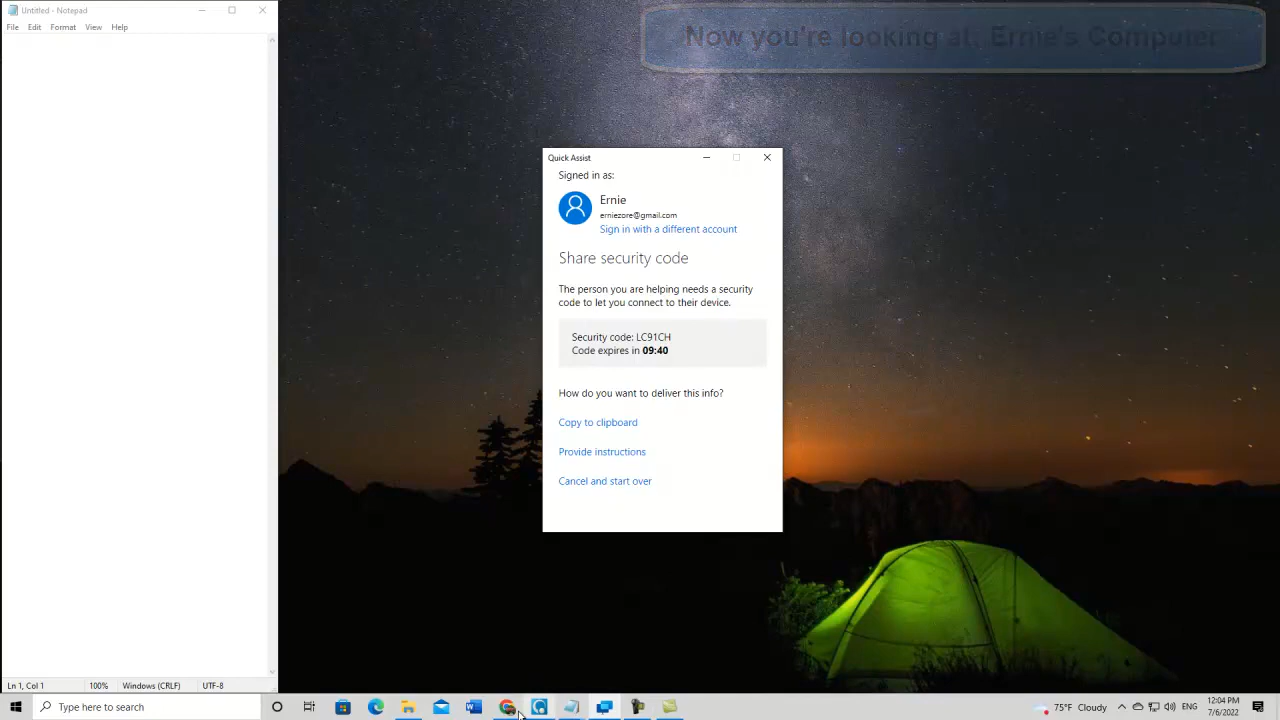 Untitled - Notepad
File Edit Format View Help
Now you're looking at, Ernie's Computer
Quick Assist
Signed in as:
Ernie
erniezore@gmail.com
Sign in with a different account
Share security code
The person you are helping needs a security
code to let you connect to their device.
Security code: LC91CH
Code expires in 09:40
How do you want to deliver this info?
Copy to clipboard
Provide instructions
Cancel and start over
Ln 1, Col 1 100% Windows (CRLF) UTF-8
Type here to search
75°F Cloudy
ENG
12:04 PM
7/6/2022